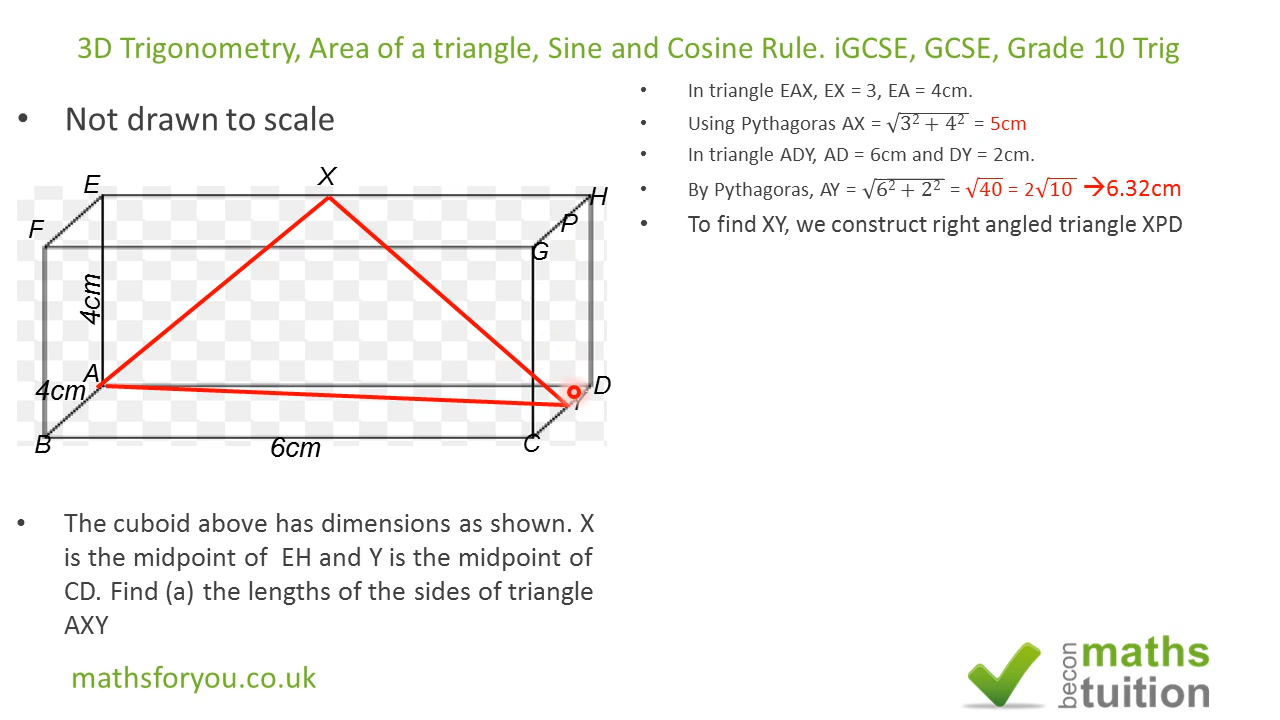 3D Trigonometry, Area of a triangle, Sine and Cosine Rule. iGCSE, GCSE, Grade 10 Trig
• Not drawn to scale
E
X
H
F
P
G
4cm
A
4cm
D
B
6cm
C
• The cuboid above has dimensions as shown. X
is the midpoint of EH and Y is the midpoint of
CD. Find (a) the lengths of the sides of triangle
AXY
mathsforyou.co.uk
• In triangle EAX, EX = 3, EA = 4cm.
• Using Pythagoras AX = √3² + 4² = 5cm
• In triangle ADY, AD = 6cm and DY = 2cm.
• By Pythagoras, AY = √6² + 2² = √40 = 2√10 →6.32cm
• To find XY, we construct right angled triangle XPD
becon
maths
tuition